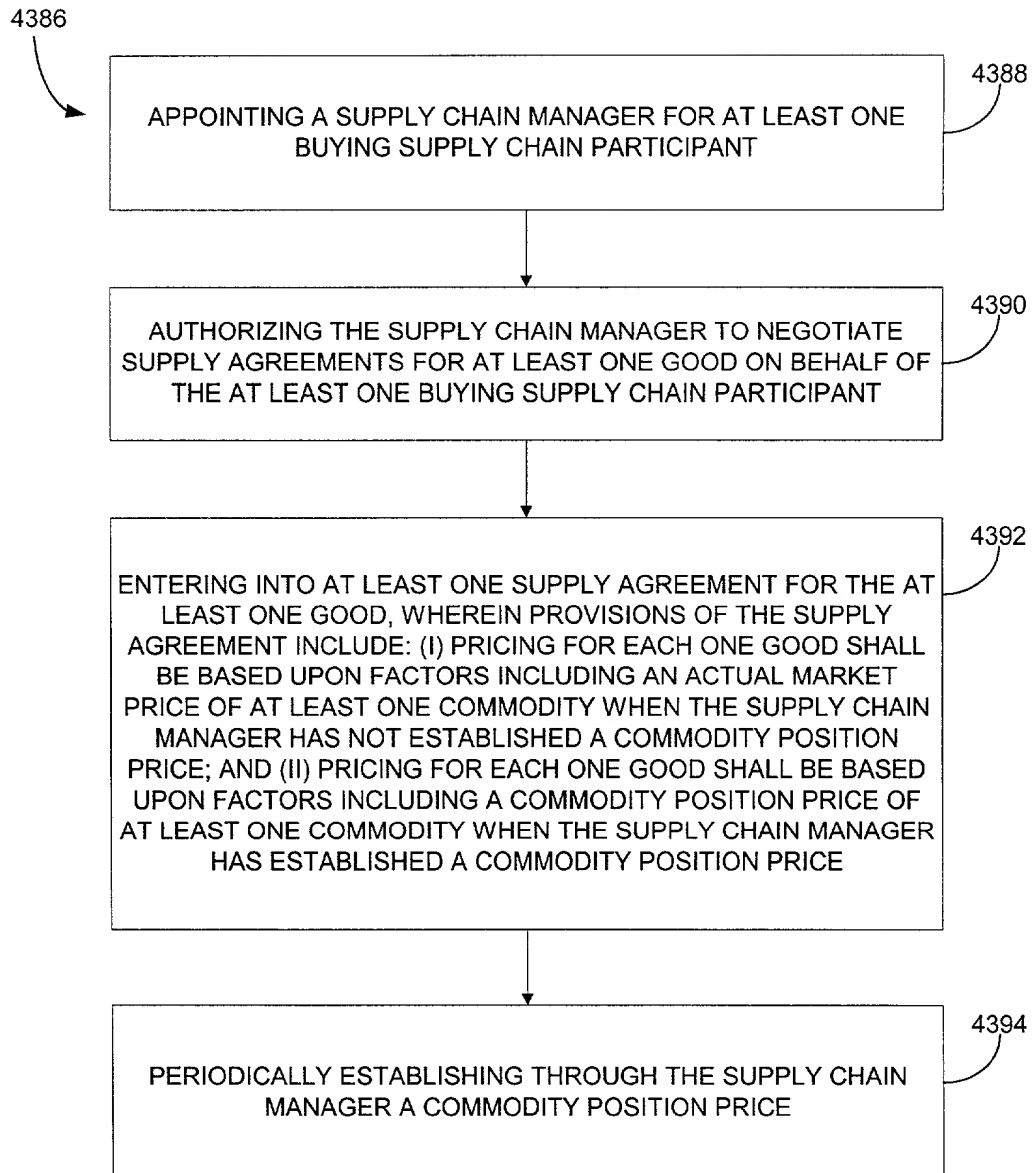 4386
4388
APPOINTING A SUPPLY CHAIN MANAGER FOR AT LEAST ONE
BUYING SUPPLY CHAIN PARTICIPANT
4390
AUTHORIZING THE SUPPLY CHAIN MANAGER TO NEGOTIATE
SUPPLY AGREEMENTS FOR AT LEAST ONE GOOD ON BEHALF OF
THE AT LEAST ONE BUYING SUPPLY CHAIN PARTICIPANT
4392
ENTERING INTO AT LEAST ONE SUPPLY AGREEMENT FOR THE AT
LEAST ONE GOOD, WHEREIN PROVISIONS OF THE SUPPLY
AGREEMENT INCLUDE: (I) PRICING FOR EACH ONE GOOD SHALL
BE BASED UPON FACTORS INCLUDING AN ACTUAL MARKET
PRICE OF AT LEAST ONE COMMODITY WHEN THE SUPPLY CHAIN
MANAGER HAS NOT ESTABLISHED A COMMODITY POSITION
PRICE; AND (II) PRICING FOR EACH ONE GOOD SHALL BE BASED
UPON FACTORS INCLUDING A COMMODITY POSITION PRICE OF
AT LEAST ONE COMMODITY WHEN THE SUPPLY CHAIN MANAGER
HAS ESTABLISHED A COMMODITY POSITION PRICE
4394
PERIODICALLY ESTABLISHING THROUGH THE SUPPLY CHAIN
MANAGER A COMMODITY POSITION PRICE